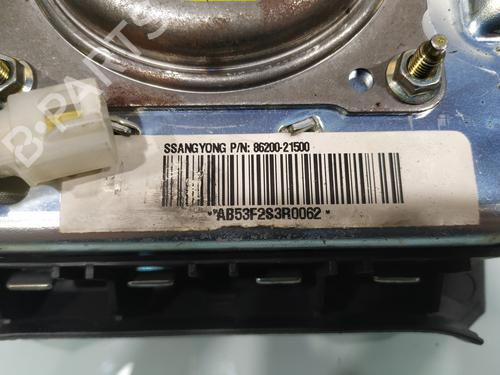 SSANGYONG P/N: 86200-21500
*AB53F2S3R0062*
B-PARTS